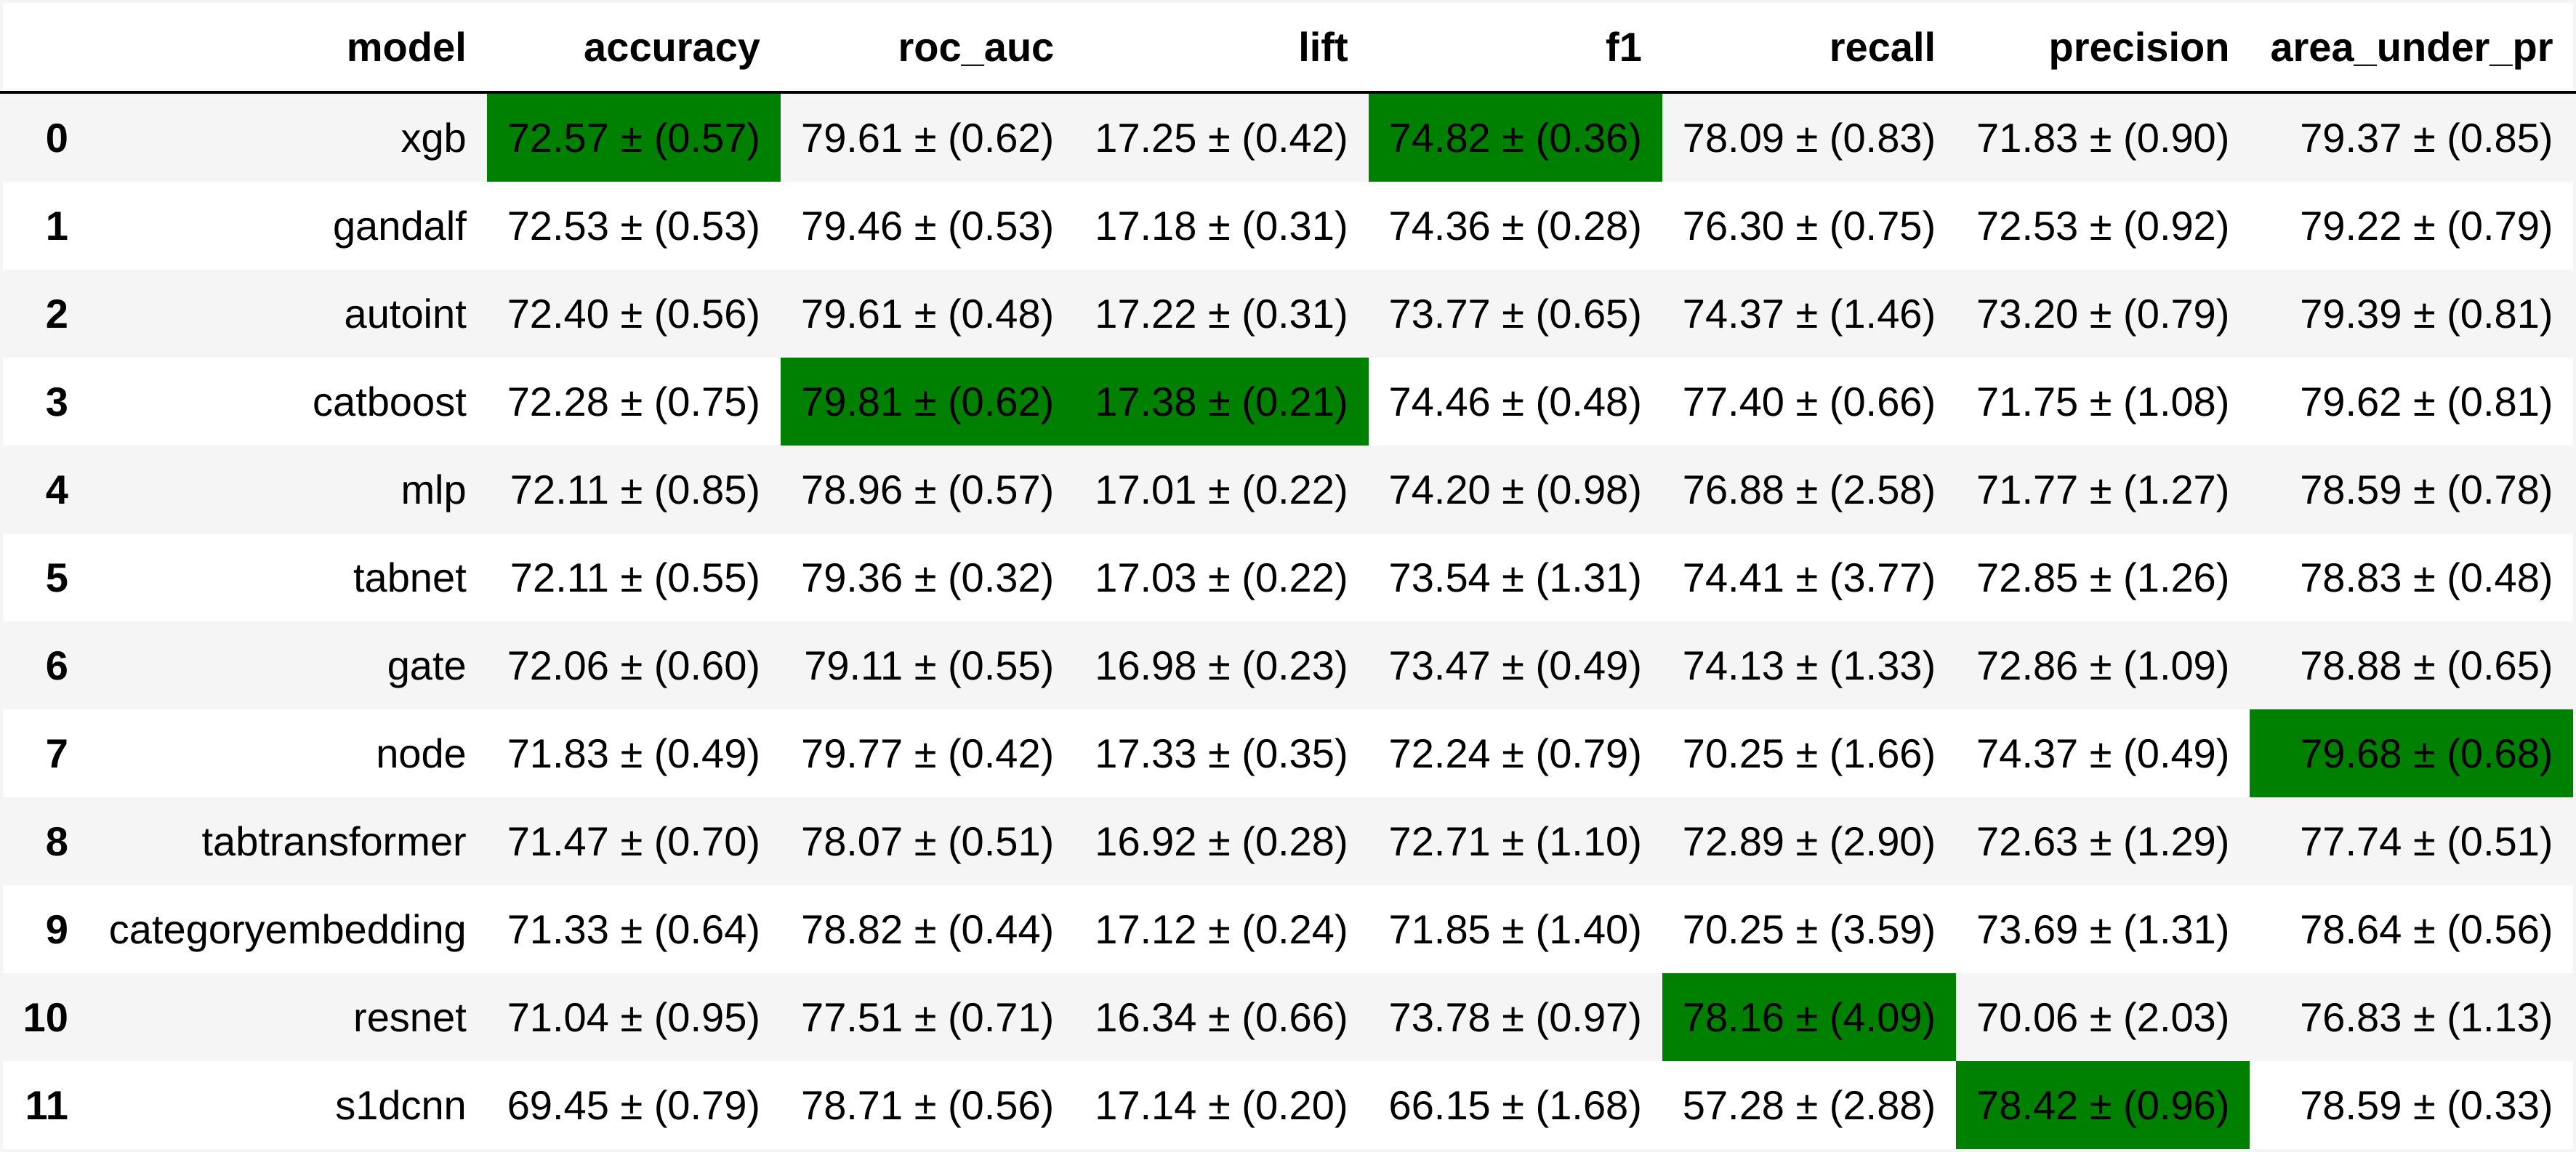 model accuracy roc_auc lift f1 recall precision area_under_pr
0 xgb 72.57 ± (0.57) 79.61 ± (0.62) 17.25 ± (0.42) 74.82 ± (0.36) 78.09 ± (0.83) 71.83 ± (0.90) 79.37 ± (0.85)
1 gandalf 72.53 ± (0.53) 79.46 ± (0.53) 17.18 ± (0.31) 74.36 ± (0.28) 76.30 ± (0.75) 72.53 ± (0.92) 79.22 ± (0.79)
2 autoint 72.40 ± (0.56) 79.61 ± (0.48) 17.22 ± (0.31) 73.77 ± (0.65) 74.37 ± (1.46) 73.20 ± (0.79) 79.39 ± (0.81)
3 catboost 72.28 ± (0.75) 79.81 ± (0.62) 17.38 ± (0.21) 74.46 ± (0.48) 77.40 ± (0.66) 71.75 ± (1.08) 79.62 ± (0.81)
4 mlp 72.11 ± (0.85) 78.96 ± (0.57) 17.01 ± (0.22) 74.20 ± (0.98) 76.88 ± (2.58) 71.77 ± (1.27) 78.59 ± (0.78)
5 tabnet 72.11 ± (0.55) 79.36 ± (0.32) 17.03 ± (0.22) 73.54 ± (1.31) 74.41 ± (3.77) 72.85 ± (1.26) 78.83 ± (0.48)
6 gate 72.06 ± (0.60) 79.11 ± (0.55) 16.98 ± (0.23) 73.47 ± (0.49) 74.13 ± (1.33) 72.86 ± (1.09) 78.88 ± (0.65)
7 node 71.83 ± (0.49) 79.77 ± (0.42) 17.33 ± (0.35) 72.24 ± (0.79) 70.25 ± (1.66) 74.37 ± (0.49) 79.68 ± (0.68)
8 tabtransformer 71.47 ± (0.70) 78.07 ± (0.51) 16.92 ± (0.28) 72.71 ± (1.10) 72.89 ± (2.90) 72.63 ± (1.29) 77.74 ± (0.51)
9 categoryembedding 71.33 ± (0.64) 78.82 ± (0.44) 17.12 ± (0.24) 71.85 ± (1.40) 70.25 ± (3.59) 73.69 ± (1.31) 78.64 ± (0.56)
10 resnet 71.04 ± (0.95) 77.51 ± (0.71) 16.34 ± (0.66) 73.78 ± (0.97) 78.16 ± (4.09) 70.06 ± (2.03) 76.83 ± (1.13)
11 s1dcnn 69.45 ± (0.79) 78.71 ± (0.56) 17.14 ± (0.20) 66.15 ± (1.68) 57.28 ± (2.88) 78.42 ± (0.96) 78.59 ± (0.33)